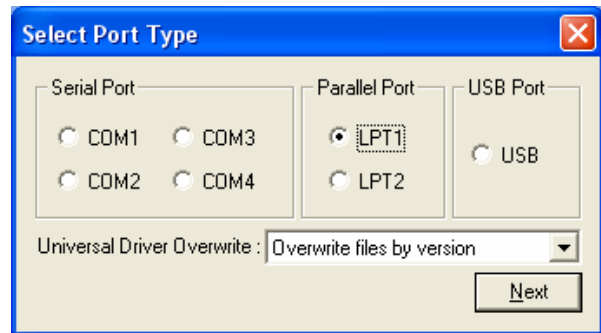 Select Port Type
Serial Port Parallel Port USB Port
COM1 COM3 LPT1 USB
COM2 COM4 LPT2
Universal Driver Overwrite : Overwrite files by version
Next